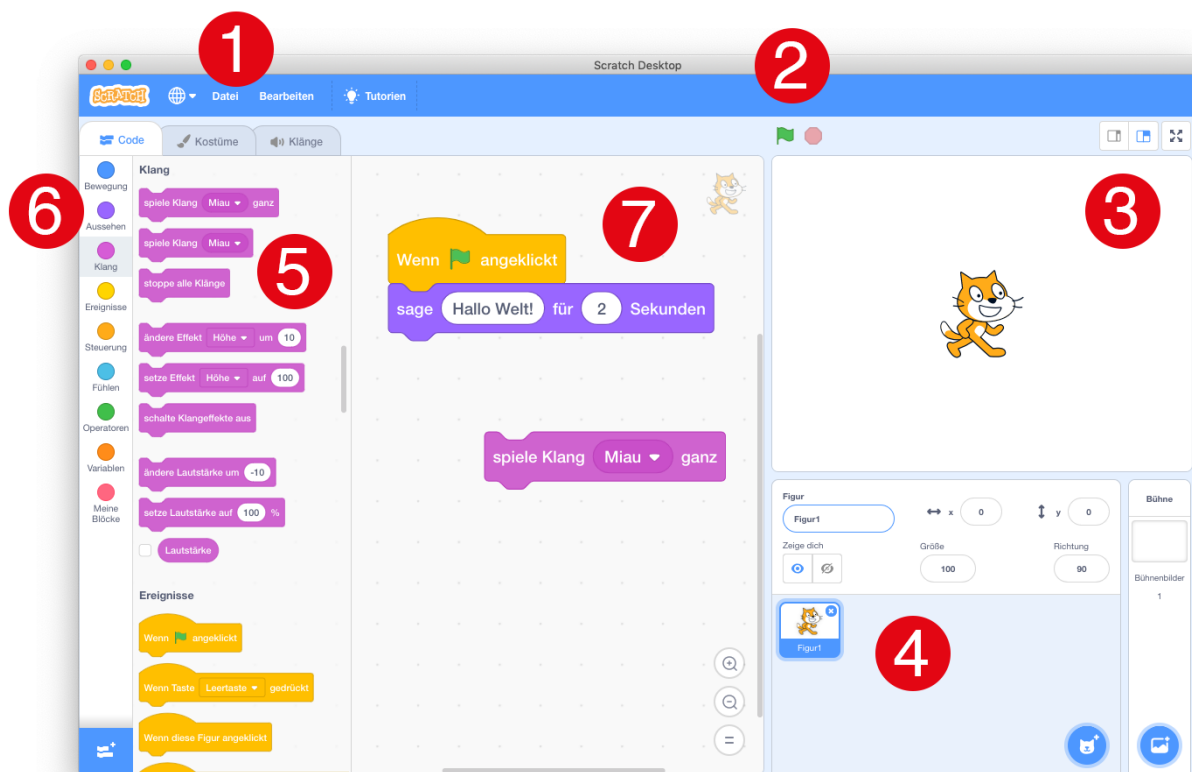 1
2
Scratch Desktop
SCRATCH
Datei
Bearbeiten
Tutorien
Code
Kostüme
Klänge
6
Bewegung
Aussehen
Klang
Ereignisse
Steuerung
Fühlen
Operatoren
Variablen
Meine
Blöcke
Klang
spiele Klang Miau ganz
spiele Klang Miau
stoppe alle Klänge
5
ändere Effekt Höhe um 10
setze Effekt Höhe auf 100
schalte Klangeffekte aus
ändere Lautstärke um -10
setze Lautstärke auf 100 %
Lautstärke
Ereignisse
Wenn angeklickt
Wenn Taste Leertaste gedrückt
Wenn diese Figur angeklickt
7
Wenn angeklickt
sage Hallo Welt! für 2 Sekunden
spiele Klang Miau ganz
3
Figur
Figur1
x 0
y 0
Zeige dich
Größe
100
Richtung
90
Figur1
4
Bühne
Bühnenbilder
1